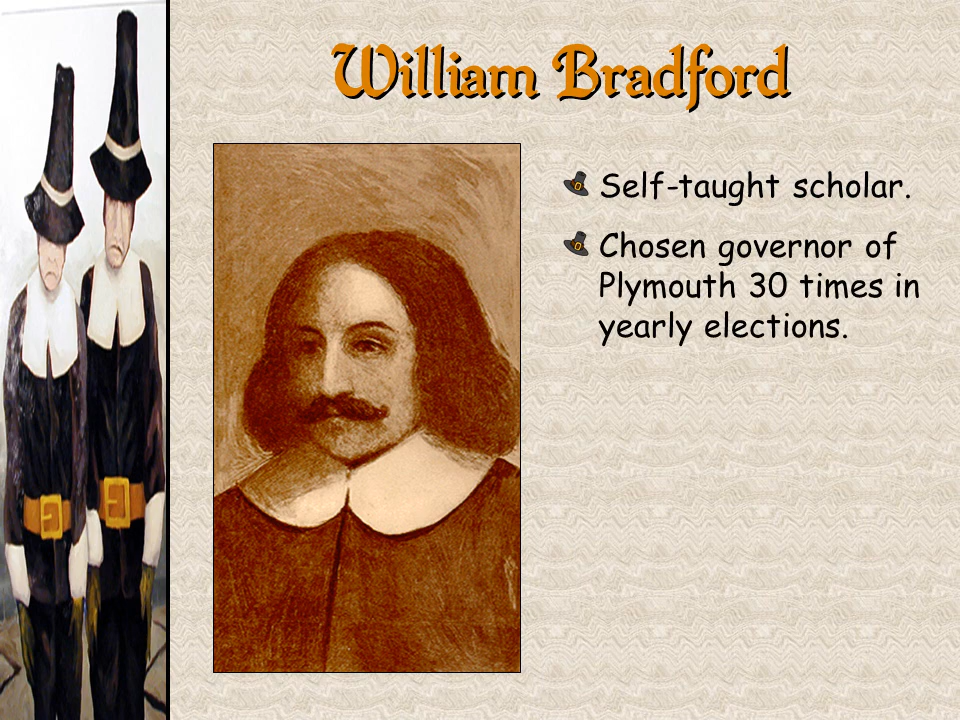 William Bradford
Self-taught scholar.
Chosen governor of
Plymouth 30 times in
yearly elections.